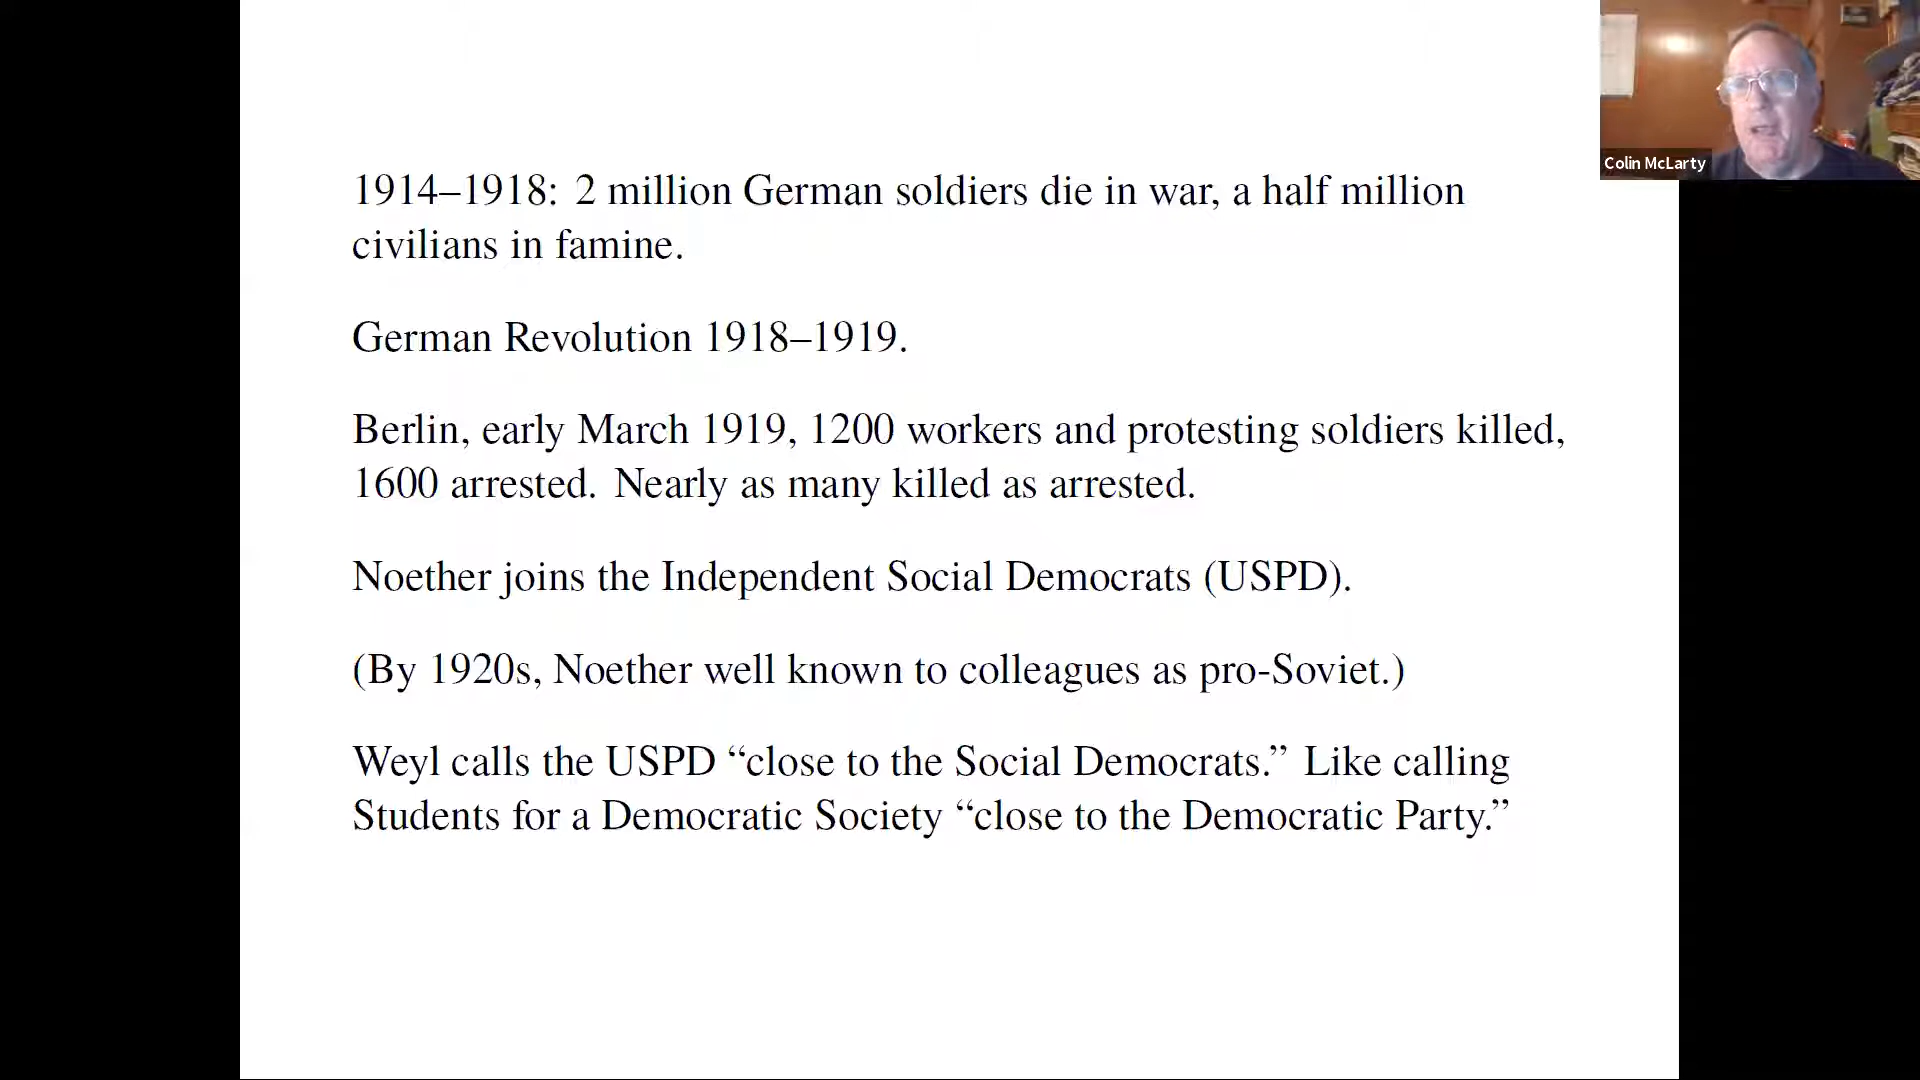 Colin McLarty
1914–1918: 2 million German soldiers die in war, a half million
civilians in famine.
German Revolution 1918–1919.
Berlin, early March 1919, 1200 workers and protesting soldiers killed,
1600 arrested. Nearly as many killed as arrested.
Noether joins the Independent Social Democrats (USPD).
(By 1920s, Noether well known to colleagues as pro-Soviet.)
Weyl calls the USPD “close to the Social Democrats.” Like calling
Students for a Democratic Society “close to the Democratic Party.”